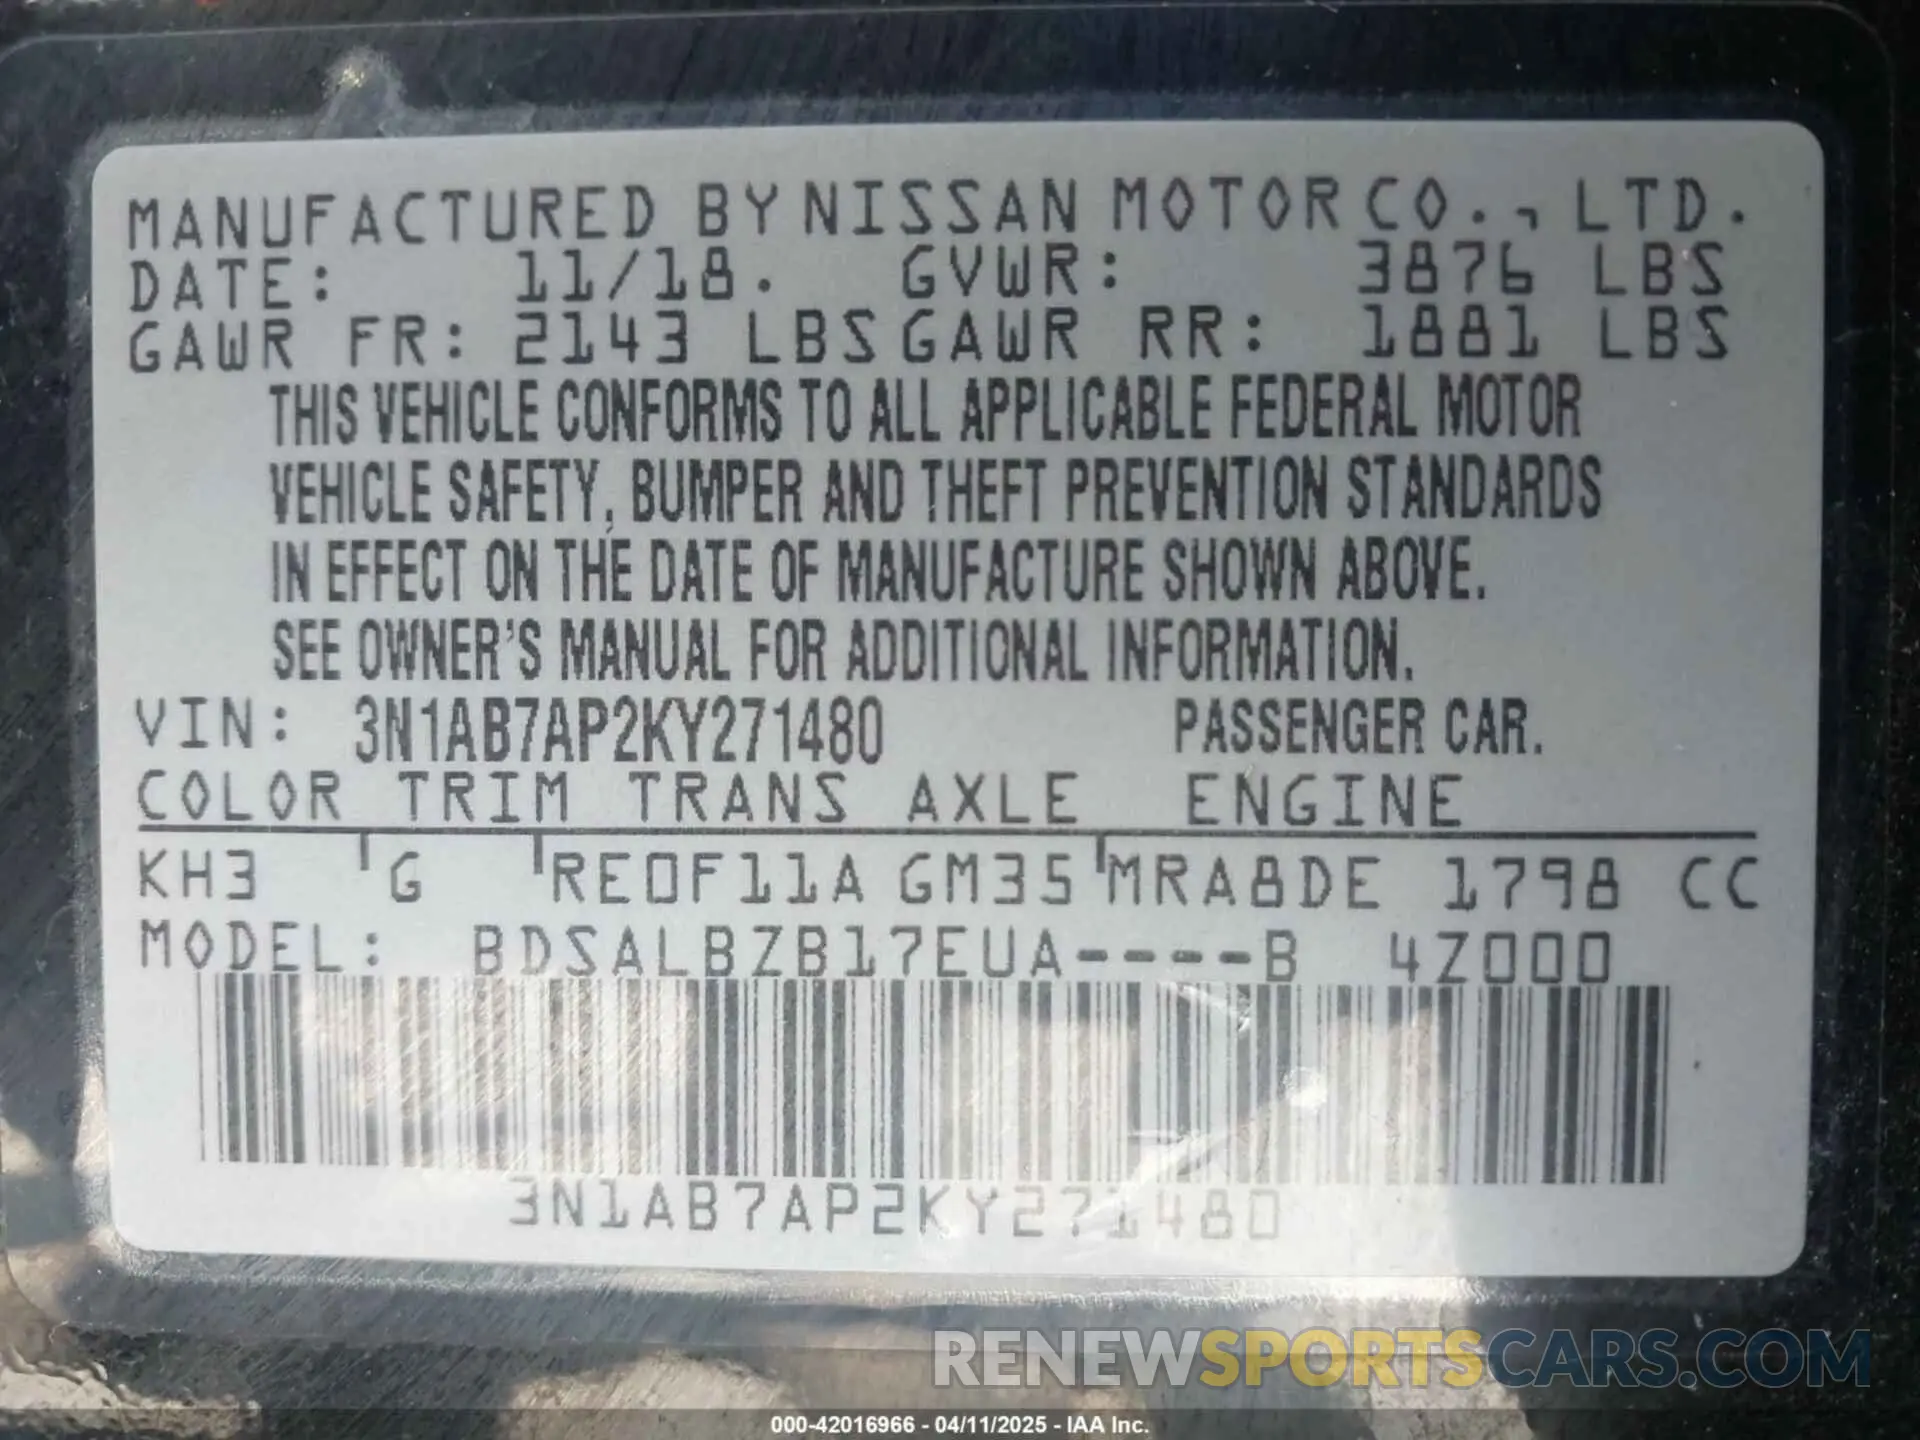 MANUFACTURED BY NISSAN MOTOR CO., LTD.
DATE: 11/18. GVWR: 3876 LBS
GAWR FR: 2143 LBS GAWR RR: 1881 LBS
THIS VEHICLE CONFORMS TO ALL APPLICABLE FEDERAL MOTOR
VEHICLE SAFETY, BUMPER AND THEFT PREVENTION STANDARDS
IN EFFECT ON THE DATE OF MANUFACTURE SHOWN ABOVE.
SEE OWNER'S MANUAL FOR ADDITIONAL INFORMATION.
VIN: 3N1AB7AP2KY271480 PASSENGER CAR.
COLOR TRIM TRANS AXLE ENGINE
KH3 G RE0F11A GM35 MRA8DE 1798 CC
MODEL: BDSALBZB17EUA----B 4Z000
3N1AB7AP2KY271480
RENEWSPORTSCARS.COM
000-42016966 - 04/11/2025 - IAA Inc.